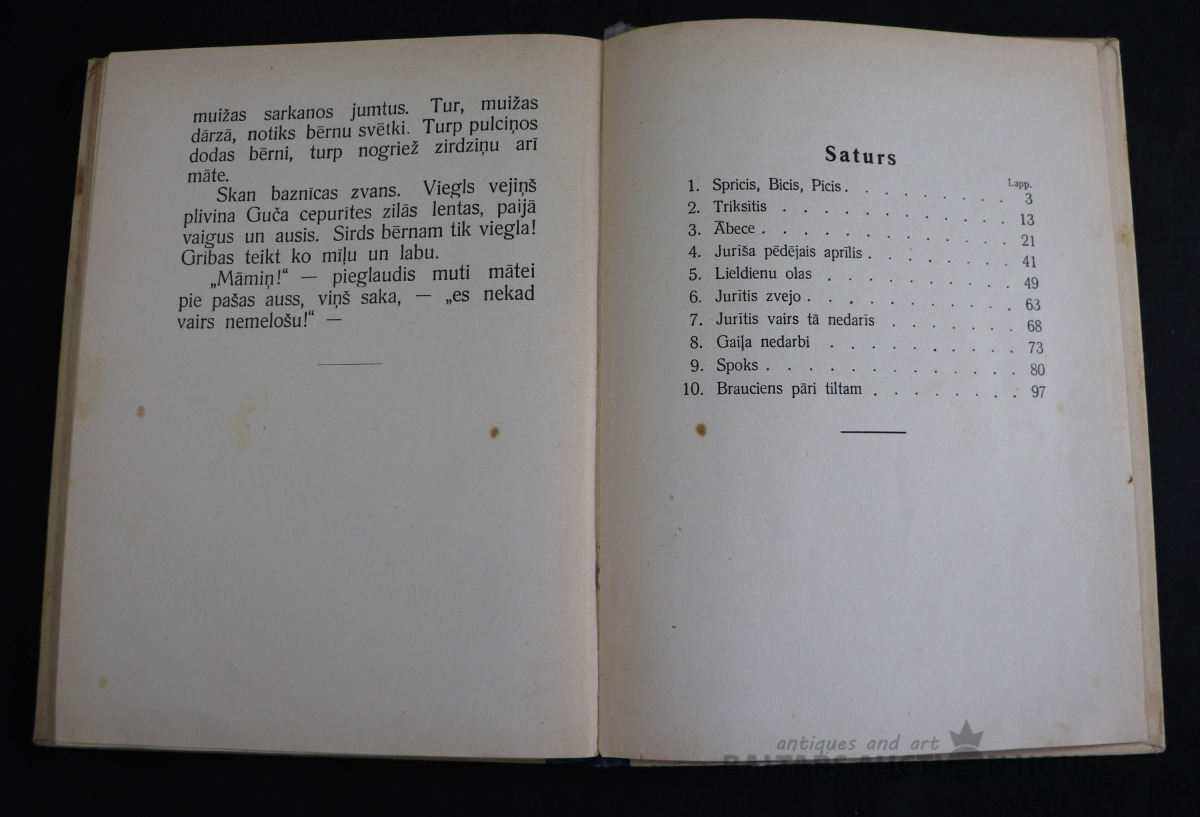 muižas sarkanos jumtus. Tur, muižas
dārzā, notiks bērnu svētki. Turp pulciņos
dodas bērni, turp nogriež zirdziņu arī
māte.
Skan baznīcas zvans. Viegls vejiņš
plivina Guča cepurītes zilās lentas, paijā
vaigus un ausis. Sirds bērnam tik viegla!
Gribas teikt ko mīļu un labu.
„Māmiņ!“ — pieglaudis muti mātei
pie pašas auss, viņš saka, — „es nekad
vairs nemelošu!“ —
Saturs
Lapp.
1. Spricis, Bicis, Picis . . . . . . . . 3
2. Triksītis . . . . . . . . . . . . 13
3. Ābece . . . . . . . . . . . . . 21
4. Jurīša pēdējais aprīlis . . . . . . . 41
5. Lieldienu olas . . . . . . . . . . 49
6. Jurītis zvejo . . . . . . . . . . . 63
7. Jurītis vairs tā nedarīs . . . . . . . 68
8. Gaiļa nedarbi . . . . . . . . . . 73
9. Spoks . . . . . . . . . . . . . 80
10. Brauciens pāri tiltam . . . . . . . . 97
antiques and art
BALTARS AUCTION HOUSE